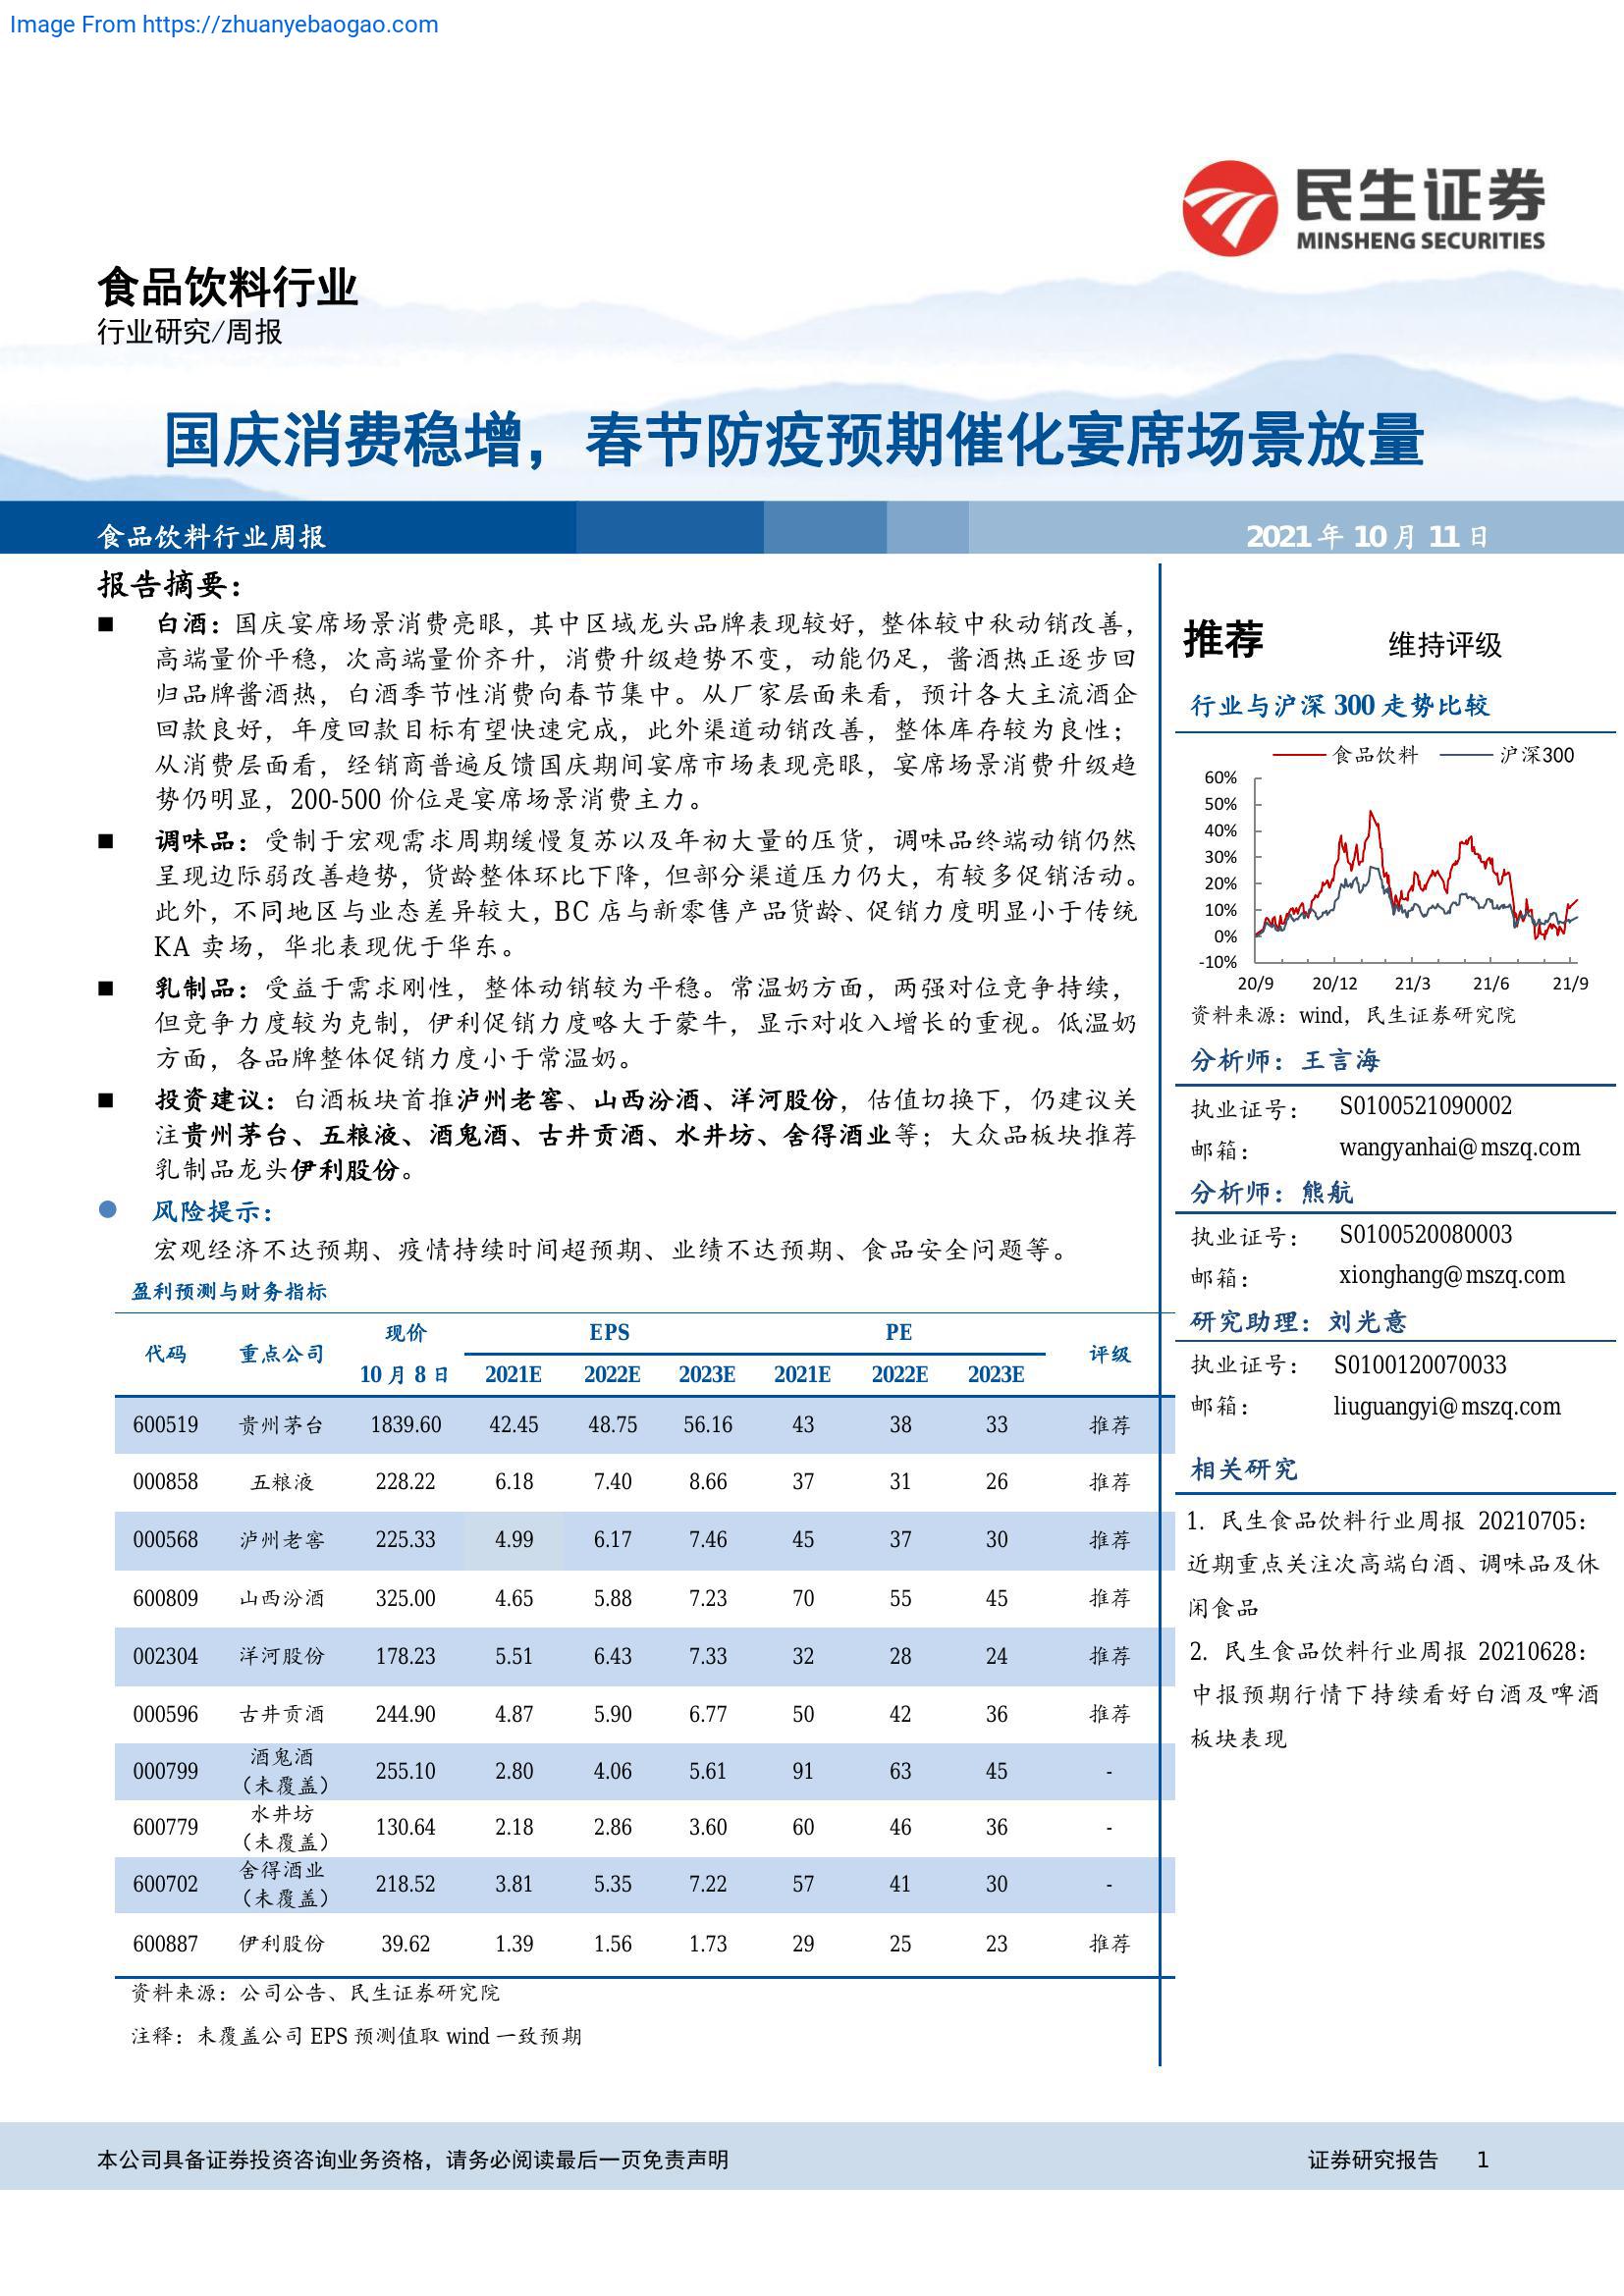 Image From https://zhuanyebaogao.com
民生证券
MINSHENG SECURITIES
食品饮料行业
行业研究/周报
国庆消费稳增，春节防疫预期催化宴席场景放量
食品饮料行业周报
2021 年 10 月 11 日
报告摘要：
■ 白酒：国庆宴席场景消费亮眼，其中区域龙头品牌表现较好，整体较中秋动销改善，
高端量价平稳，次高端量价齐升，消费升级趋势不变，动能仍足，酱酒热正逐步回
归品牌酱酒热，白酒季节性消费向春节集中。从厂家层面来看，预计各大主流酒企
回款良好，年度回款目标有望快速完成，此外渠道动销改善，整体库存较为良性；
从消费层面看，经销商普遍反馈国庆期间宴席市场表现亮眼，宴席场景消费升级趋
势仍明显，200-500 价位是宴席场景消费主力。
■ 调味品：受制于宏观需求周期缓慢复苏以及年初大量的压货，调味品终端动销仍然
呈现边际弱改善趋势，货龄整体环比下降，但部分渠道压力仍大，有较多促销活动。
此外，不同地区与业态差异较大，BC 店与新零售产品货龄、促销力度明显小于传统
KA 卖场，华北表现优于华东。
■ 乳制品：受益于需求刚性，整体动销较为平稳。常温奶方面，两强对位竞争持续，
但竞争力度较为克制，伊利促销力度略大于蒙牛，显示对收入增长的重视。低温奶
方面，各品牌整体促销力度小于常温奶。
■ 投资建议：白酒板块首推泸州老窖、山西汾酒、洋河股份，估值切换下，仍建议关
注贵州茅台、五粮液、酒鬼酒、古井贡酒、水井坊、舍得酒业等；大众品板块推荐
乳制品龙头伊利股份。
● 风险提示：
宏观经济不达预期、疫情持续时间超预期、业绩不达预期、食品安全问题等。
盈利预测与财务指标
代码 重点公司 现价 EPS PE 评级
10 月 8 日 2021E 2022E 2023E 2021E 2022E 2023E
600519 贵州茅台 1839.60 42.45 48.75 56.16 43 38 33 推荐
000858 五粮液 228.22 6.18 7.40 8.66 37 31 26 推荐
000568 泸州老窖 225.33 4.99 6.17 7.46 45 37 30 推荐
600809 山西汾酒 325.00 4.65 5.88 7.23 70 55 45 推荐
002304 洋河股份 178.23 5.51 6.43 7.33 32 28 24 推荐
000596 古井贡酒 244.90 4.87 5.90 6.77 50 42 36 推荐
000799 酒鬼酒（未覆盖） 255.10 2.80 4.06 5.61 91 63 45 -
600779 水井坊（未覆盖） 130.64 2.18 2.86 3.60 60 46 36 -
600702 舍得酒业（未覆盖） 218.52 3.81 5.35 7.22 57 41 30 -
600887 伊利股份 39.62 1.39 1.56 1.73 29 25 23 推荐
资料来源：公司公告、民生证券研究院
注释：未覆盖公司 EPS 预测值取 wind 一致预期
推荐 维持评级
行业与沪深 300 走势比较
食品饮料 沪深300
60%
50%
40%
30%
20%
10%
0%
-10%
20/9 20/12 21/3 21/6 21/9
资料来源：wind，民生证券研究院
分析师：王言海
执业证号： S0100521090002
邮箱： wangyanhai@mszq.com
分析师：熊航
执业证号： S0100520080003
邮箱： xionghang@mszq.com
研究助理：刘光意
执业证号： S0100120070033
邮箱： liuguangyi@mszq.com
相关研究
1. 民生食品饮料行业周报 20210705：
近期重点关注次高端白酒、调味品及休
闲食品
2. 民生食品饮料行业周报 20210628：
中报预期行情下持续看好白酒及啤酒
板块表现
本公司具备证券投资咨询业务资格，请务必阅读最后一页免责声明
证券研究报告 1